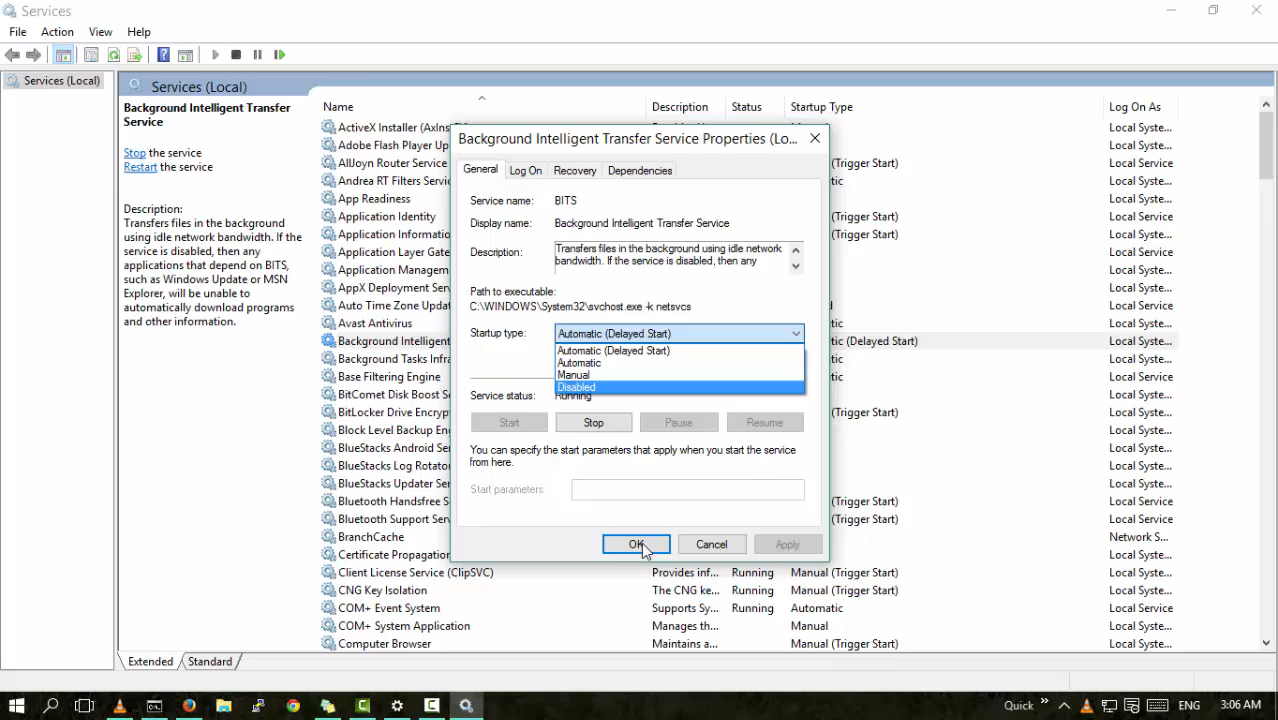 Services
File Action View Help
Services (Local)
Services (Local)
Background Intelligent Transfer
Service
Stop the service
Restart the service
Description:
Transfers files in the background
using idle network bandwidth. If the
service is disabled, then any
applications that depend on BITS,
such as Windows Update or MSN
Explorer, will be unable to
automatically download programs
and other information.
Name Description Status Startup Type Log On As
ActiveX Installer (AxIns Local Syste...
Adobe Flash Player Up Local Syste...
AllJoyn Router Service (Trigger Start) Local Service
Andrea RT Filters Servic Local Syste...
App Readiness Local Syste...
Application Identity (Trigger Start) Local Service
Application Informatio (Trigger Start) Local Syste...
Application Layer Gate Local Service
Application Managem Local Syste...
AppX Deployment Serv Local Syste...
Auto Time Zone Updat Local Service
Avast Antivirus Local Syste...
Background Intelligent tic (Delayed Start) Local Syste...
Background Tasks Infra Local Syste...
Base Filtering Engine Local Service
BitComet Disk Boost Se Local Syste...
BitLocker Drive Encryp (Trigger Start) Local Syste...
Block Level Backup Eng Local Syste...
BlueStacks Android Serv Local Syste...
BlueStacks Log Rotator Local Syste...
BlueStacks Updater Serv Local Syste...
Bluetooth Handsfree S (Trigger Start) Local Service
Bluetooth Support Serv (Trigger Start) Local Service
BranchCache Network S...
Certificate Propagation Local Syste...
Client License Service (ClipSVC) Provides inf... Running Manual (Trigger Start) Local Syste...
CNG Key Isolation The CNG ke... Running Manual (Trigger Start) Local Syste...
COM+ Event System Supports Sy... Running Automatic Local Service
COM+ System Application Manages th... Manual Local Syste...
Computer Browser Maintains a... Manual (Trigger Start) Local Syste...
Background Intelligent Transfer Service Properties (Lo...
General Log On Recovery Dependencies
Service name: BITS
Display name: Background Intelligent Transfer Service
Description: Transfers files in the background using idle network
bandwidth. If the service is disabled, then any
Path to executable:
C:\WINDOWS\System32\svchost.exe -k netsvcs
Startup type: Automatic (Delayed Start)
Automatic (Delayed Start)
Automatic
Manual
Disabled
Service status: Running
Start Stop Pause Resume
You can specify the start parameters that apply when you start the service
from here.
Start parameters:
OK Cancel Apply
Extended Standard
Quick ENG 3:06 AM